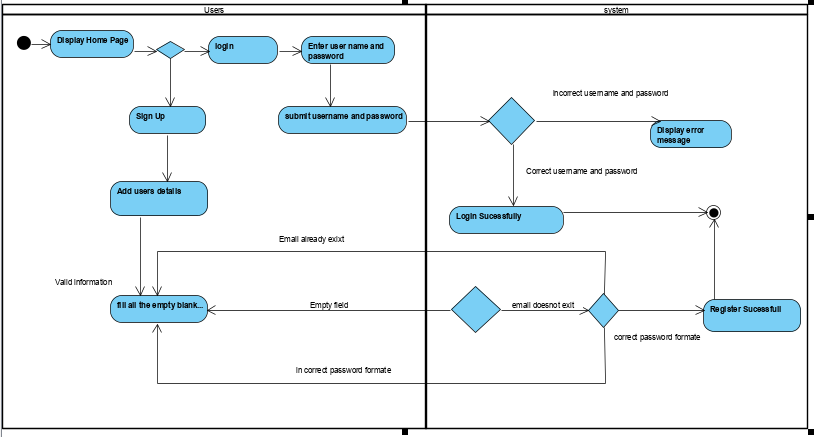 Users
system
Display Home Page
login
Enter user name and
password
Sign Up
submit username and password
Incorrect username and password
Display error
message
Correct username and password
Add users details
Login Sucessfully
Email already exixt
Valid information
fill all the empty blank...
Empty field
email doesnot exit
Register Sucessfull
correct password formate
In correct password formate